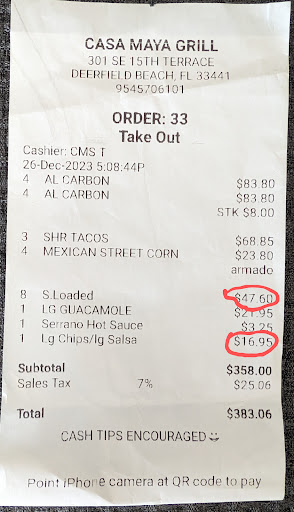 CASA MAYA GRILL
301 SE 15TH TERRACE
DEERFIELD BEACH, FL 33441
9545706101
ORDER: 33
Take Out
Cashier: CMS T
26-Dec-2023 5:08:44P
4 AL CARBON $83.80
4 AL CARBON $83.80
STK $8.00
3 SHR TACOS $68.85
4 MEXICAN STREET CORN $23.80
armado
8 S.Loaded $47.60
1 LG GUACAMOLE $21.95
1 Serrano Hot Sauce $3.25
1 Lg Chips/lg Salsa $16.95
Subtotal $358.00
Sales Tax 7% $25.06
Total $383.06
CASH TIPS ENCOURAGED
Point iPhone camera at QR code to pay